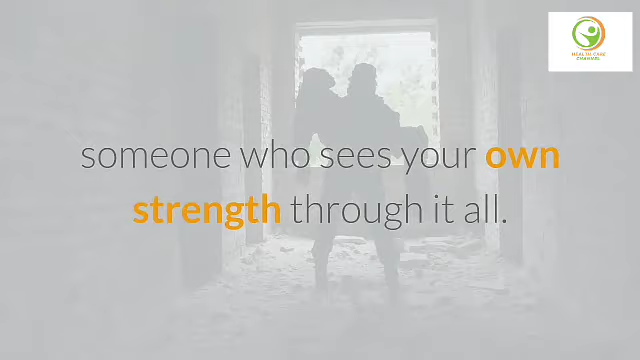 HEALTH CARE
CHANNEL
someone who sees your own
strength through it all.